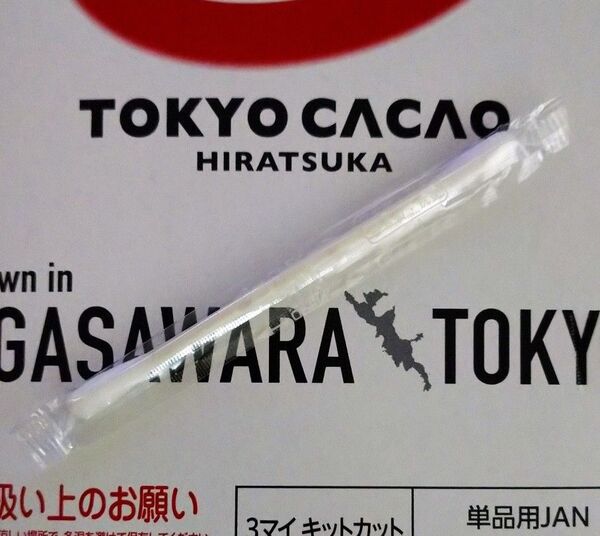 TOKYO CACAO
HIRATSUKA
wn in
GASAWARA TOKY
扱い上のお願い
3マイ キットカット
単品用JAN